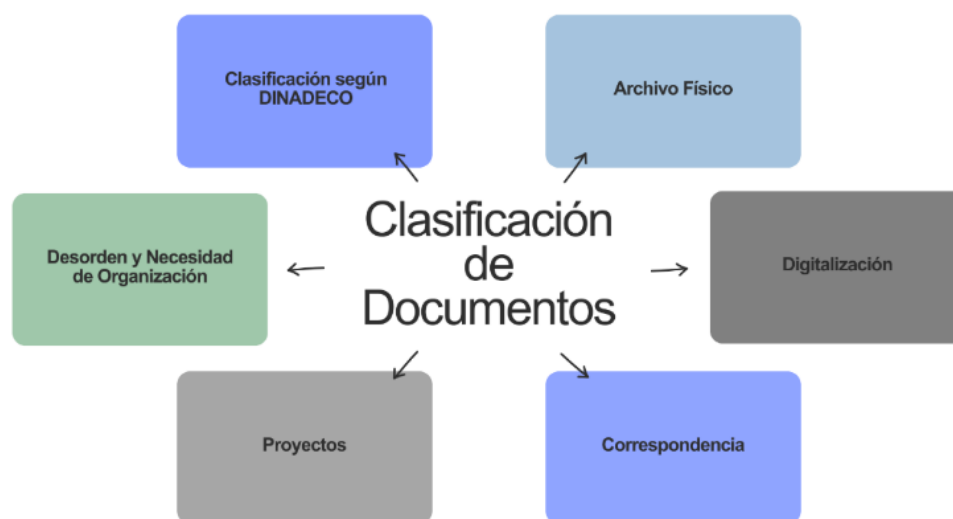 Clasificación según
DINADECO
Archivo Físico
Clasificación
de
Documentos
Desorden y Necesidad
de Organización
Digitalización
Proyectos
Correspondencia